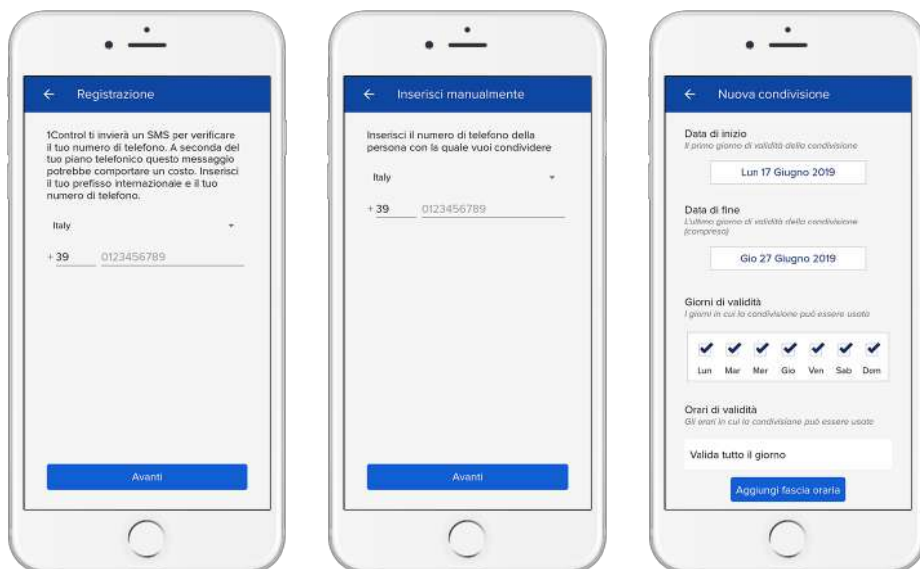 Registrazione
1Control ti invierà un SMS per verificare
il tuo numero di telefono. A seconda del
tuo piano telefonico questo messaggio
potrebbe comportare un costo. Inserisci
il tuo prefisso internazionale e il tuo
numero di telefono.
Italy
+ 39 0123456789
Avanti
Inserisci manualmente
Inserisci il numero di telefono della
persona con la quale vuoi condividere
Italy
+ 39 0123456789
Avanti
Nuova condivisione
Data di inizio
Il primo giorno di validità della condivisione
Lun 17 Giugno 2019
Data di fine
L'ultimo giorno di validità della condivisione
(compreso)
Gio 27 Giugno 2019
Giorni di validità
I giorni in cui la condivisione può essere usata
Lun Mar Mer Gio Ven Sab Dom
Orari di validità
Gli orari in cui la condivisione può essere usata
Valida tutto il giorno
Aggiungi fascia oraria